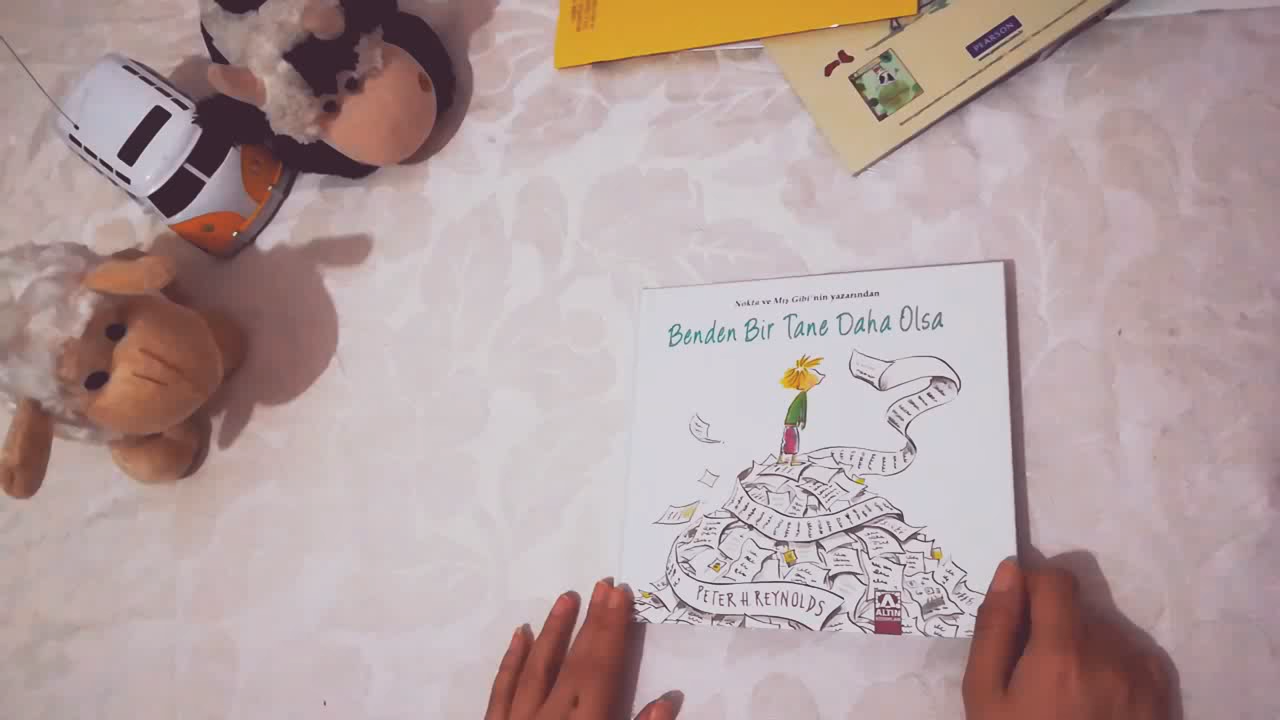 PEARSON
Nokta ve Mış Gibi'nin yazarından
Benden Bir Tane Daha Olsa
PETER H. REYNOLDS
ALTIN